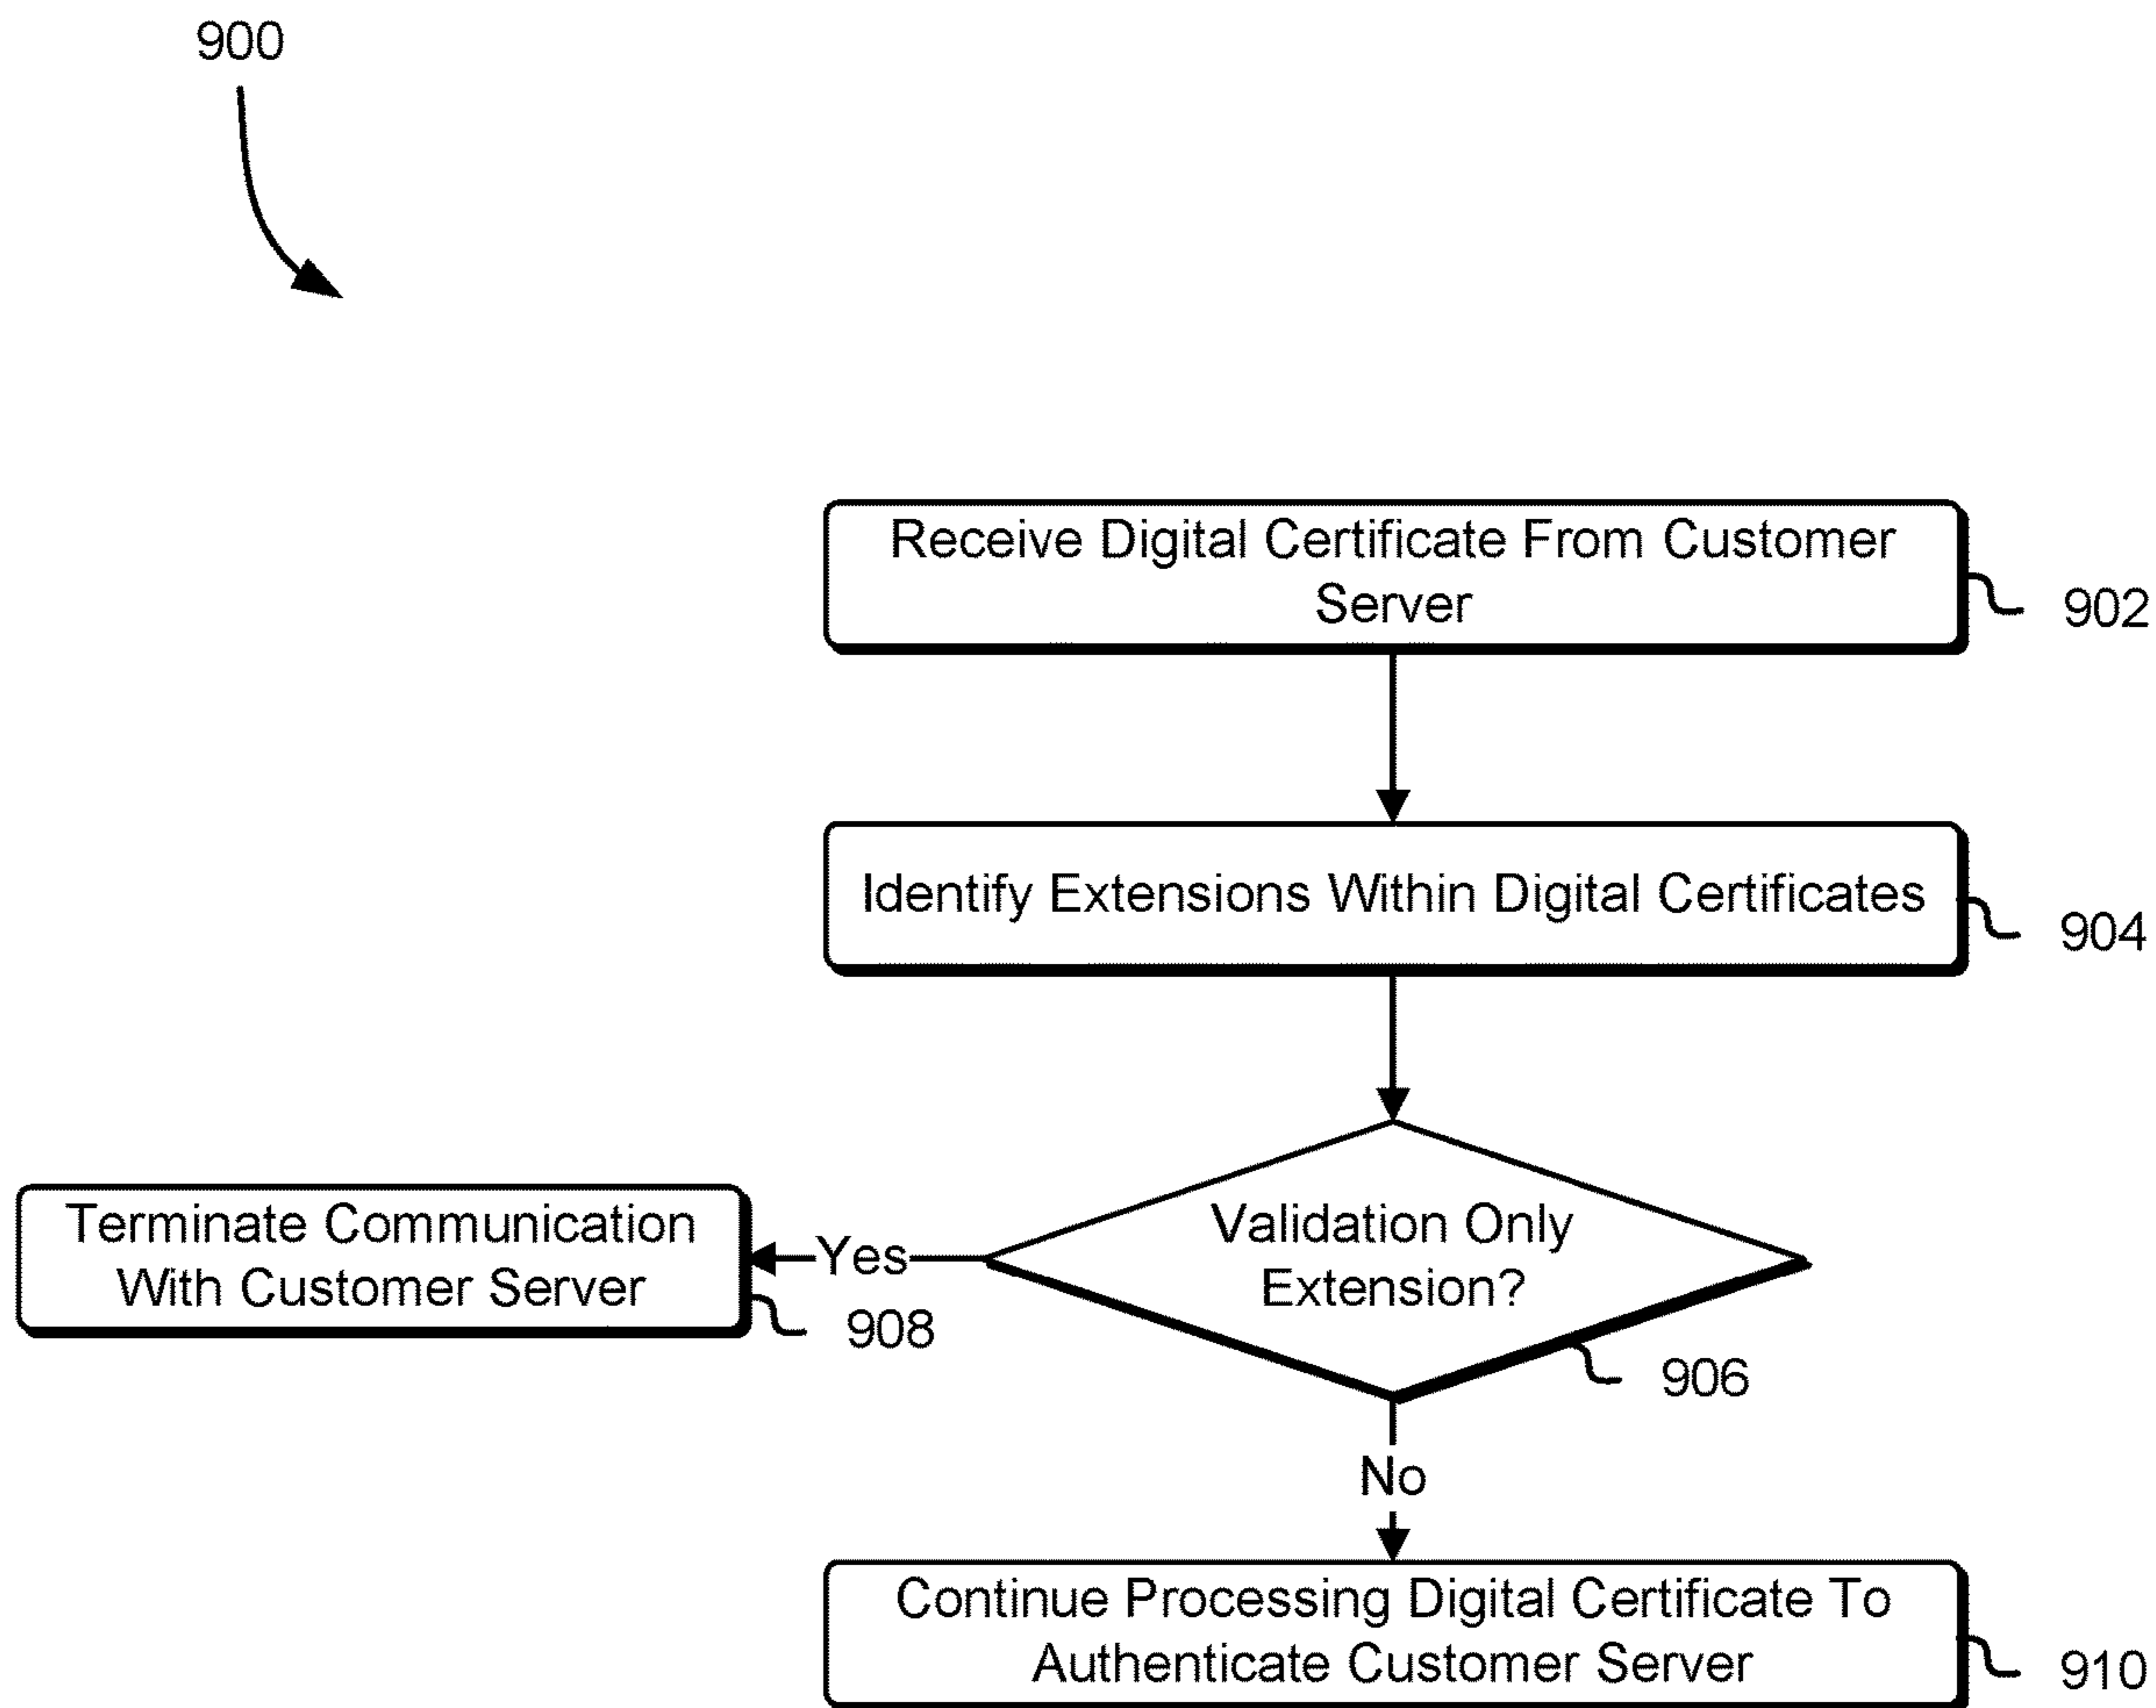 900
Receive Digital Certificate From Customer
Server
902
Identify Extensions Within Digital Certificates
904
Validation Only
Extension?
906
Yes
Terminate Communication
With Customer Server
908
No
Continue Processing Digital Certificate To
Authenticate Customer Server
910